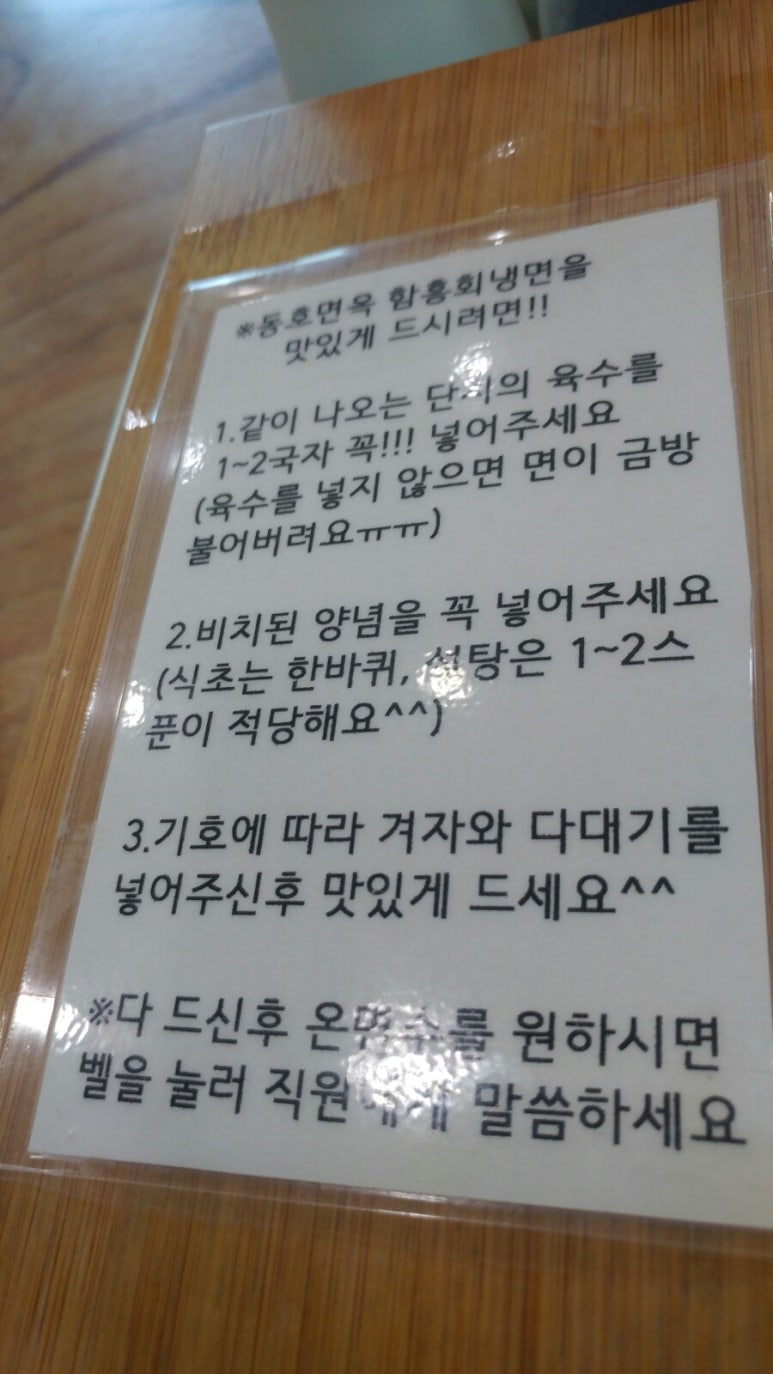 ※동호면옥 함흥회냉면을
맛있게 드시려면!!
1.같이 나오는 육수를
1~2국자 꼭!!! 넣어주세요
(육수를 넣지 않으면 면이 금방
불어버려요ㅠㅠ)
2.비치된 양념을 꼭 넣어주세요
(식초는 한바퀴, 설탕은 1~2스
푼이 적당해요^^)
3.기호에 따라 겨자와 다대기를
넣어주신후 맛있게 드세요^^
※다 드신후 온면수를 원하시면
벨을 눌러 직원에게 말씀하세요